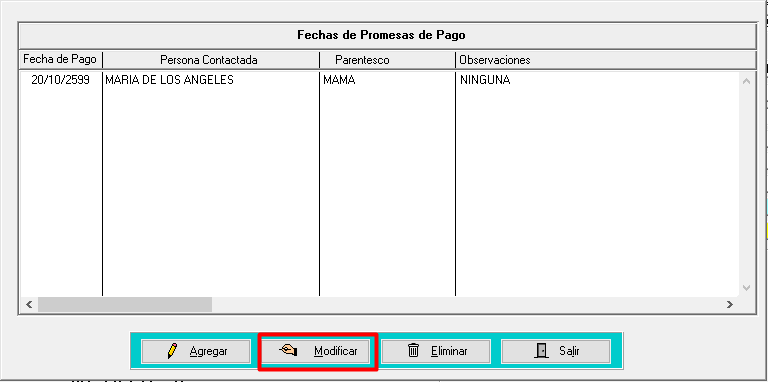 Fechas de Promesas de Pago
Fecha de Pago Persona Contactada Parentesco Observaciones
20/10/2599 MARIA DE LOS ANGELES MAMA NINGUNA
Agregar Modificar Eliminar Salir